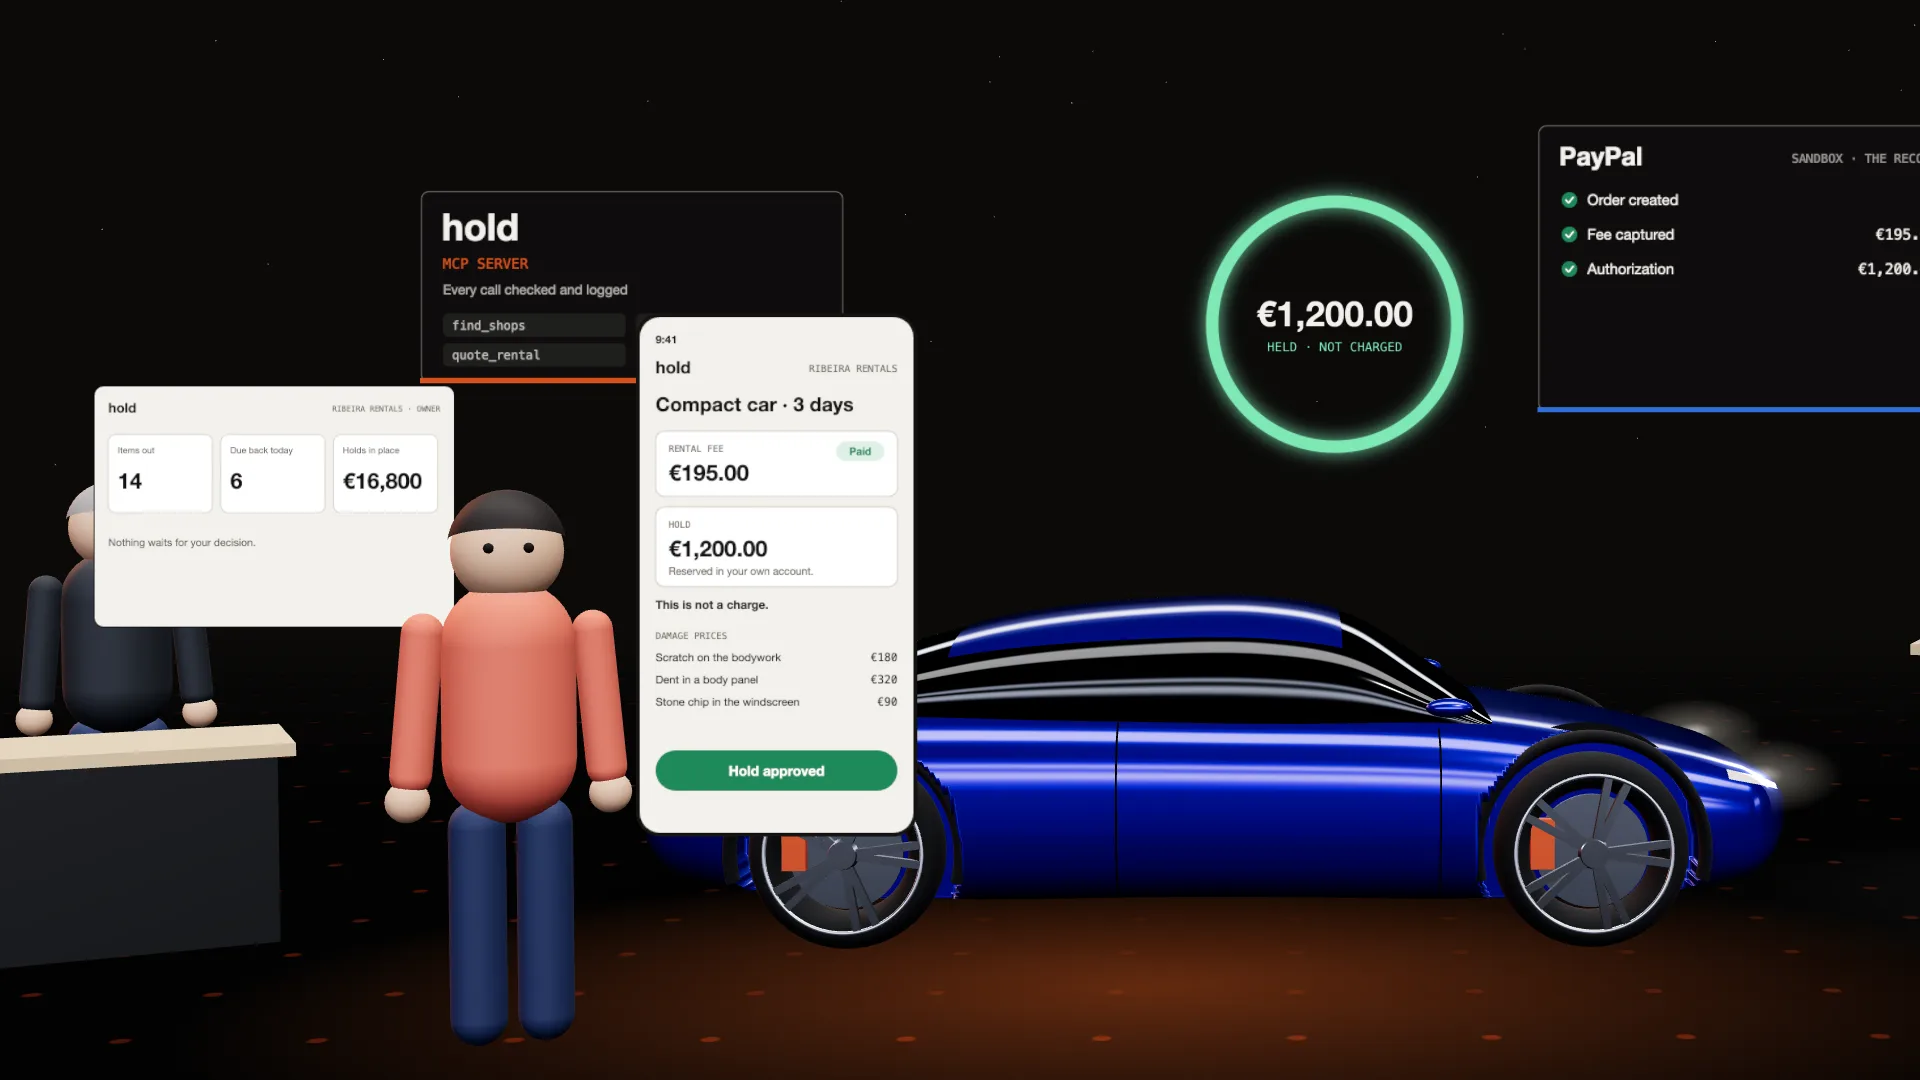 hold
MCP SERVER
Every call checked and logged
find_shops
quote_rental
hold
RIBEIRA RENTALS · OWNER
Items out
14
Due back today
6
Holds in place
€16,800
Nothing waits for your decision.
9:41
hold
RIBEIRA RENTALS
Compact car · 3 days
RENTAL FEE
Paid
€195.00
HOLD
€1,200.00
Reserved in your own account.
This is not a charge.
DAMAGE PRICES
Scratch on the bodywork €180
Dent in a body panel €320
Stone chip in the windscreen €90
Hold approved
€1,200.00
HELD · NOT CHARGED
PayPal
SANDBOX · THE
Order created
Fee captured €195.
Authorization €1,200.